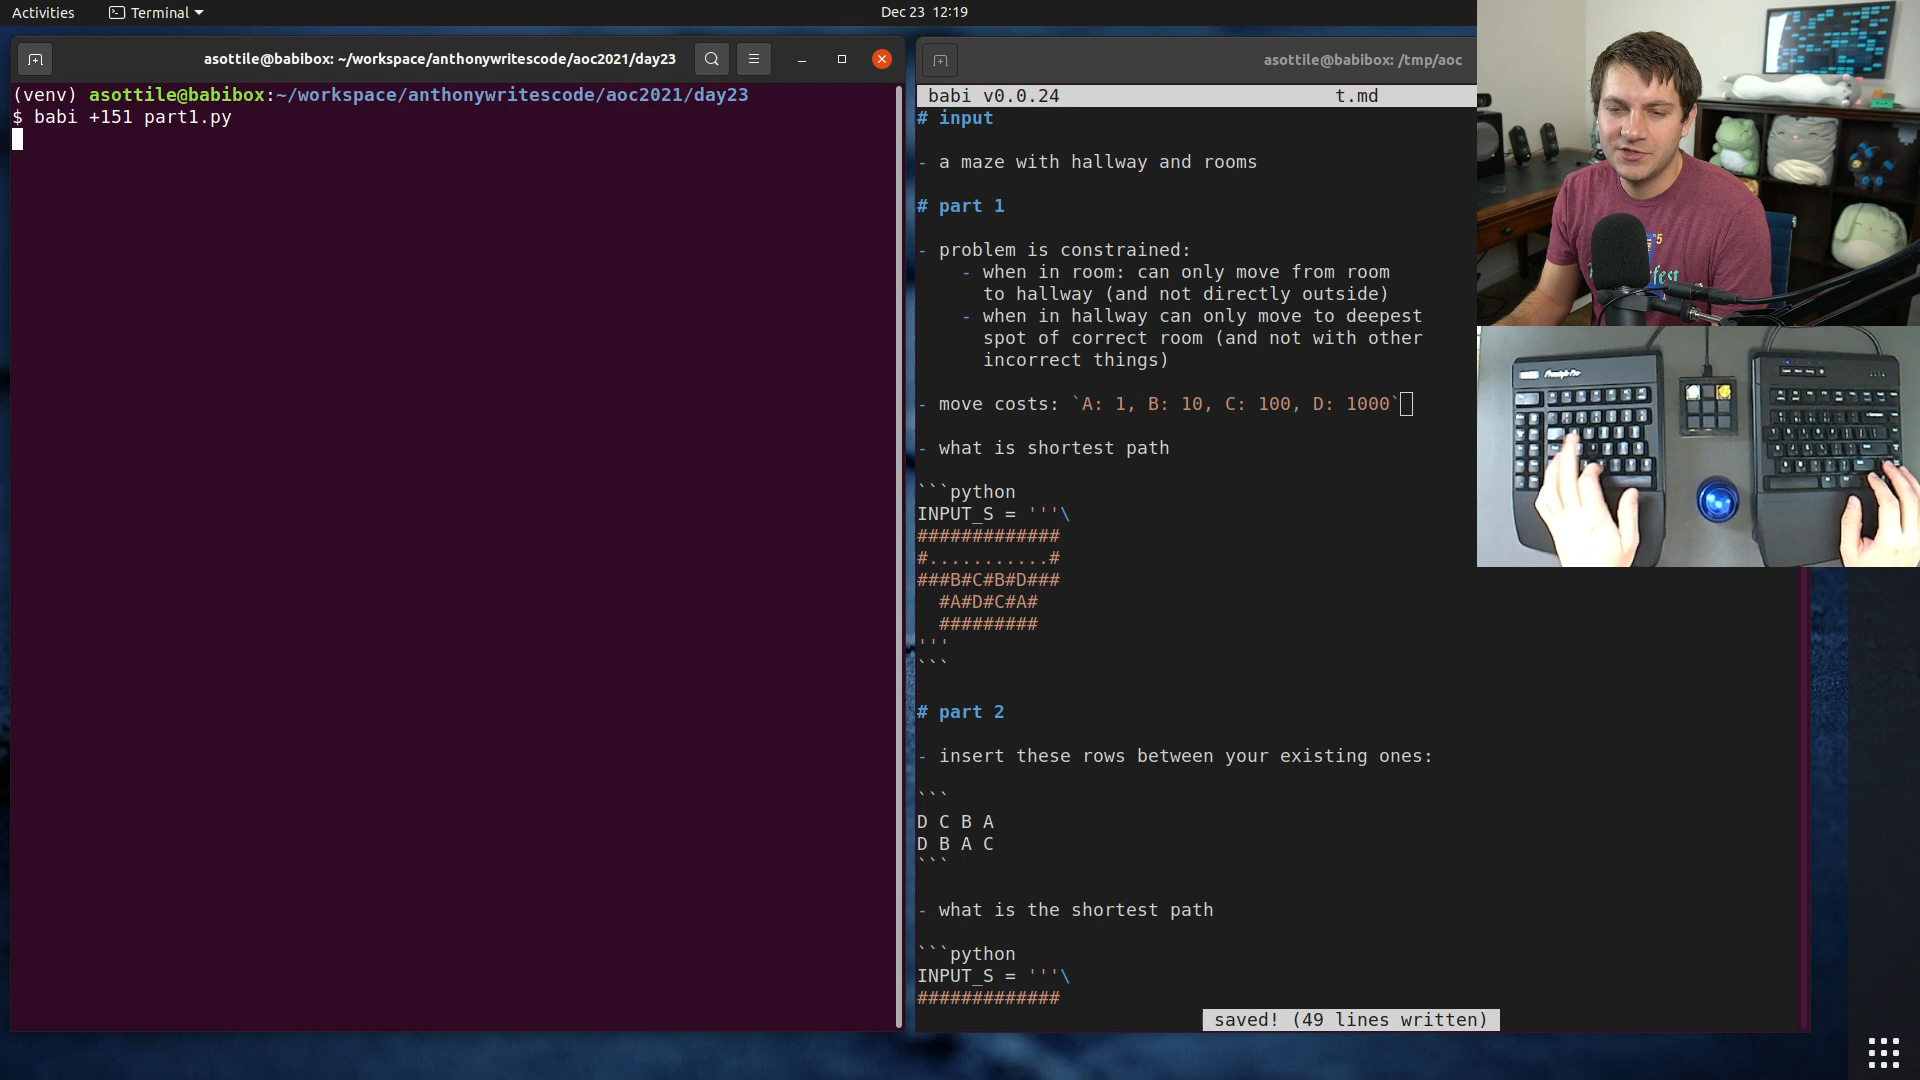 Activities
Terminal
Dec 23 12:19
asottile@babibox: ~/workspace/anthonywritescode/aoc2021/day23
(venv) asottile@babibox:~/workspace/anthonywritescode/aoc2021/day23
$ babi +151 part1.py
asottile@babibox: /tmp/aoc
babi v0.0.24 t.md
# input
- a maze with hallway and rooms
# part 1
- problem is constrained:
- when in room: can only move from room
to hallway (and not directly outside)
- when in hallway can only move to deepest
spot of correct room (and not with other
incorrect things)
- move costs: `A: 1, B: 10, C: 100, D: 1000`
- what is shortest path
```python
INPUT_S = '''\
#############
#...........#
###B#C#B#D###
  #A#D#C#A#
  #########
'''
```
# part 2
- insert these rows between your existing ones:
```
D C B A
D B A C
```
- what is the shortest path
```python
INPUT_S = '''\
#############
saved! (49 lines written)